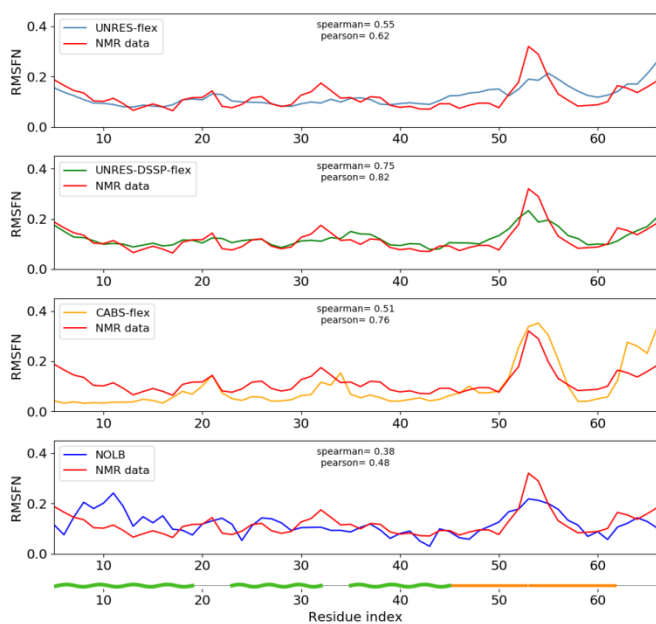 spearman= 0.55
pearson= 0.62
UNRES-flex
NMR data
RMSFN
0.4
0.2
0.0
10 20 30 40 50 60
spearman= 0.75
pearson= 0.82
UNRES-DSSP-flex
NMR data
RMSFN
0.4
0.2
0.0
10 20 30 40 50 60
spearman= 0.51
pearson= 0.76
CABS-flex
NMR data
RMSFN
0.4
0.2
0.0
10 20 30 40 50 60
spearman= 0.38
pearson= 0.48
NOLB
NMR data
RMSFN
0.4
0.2
0.0
10 20 30 40 50 60
Residue index